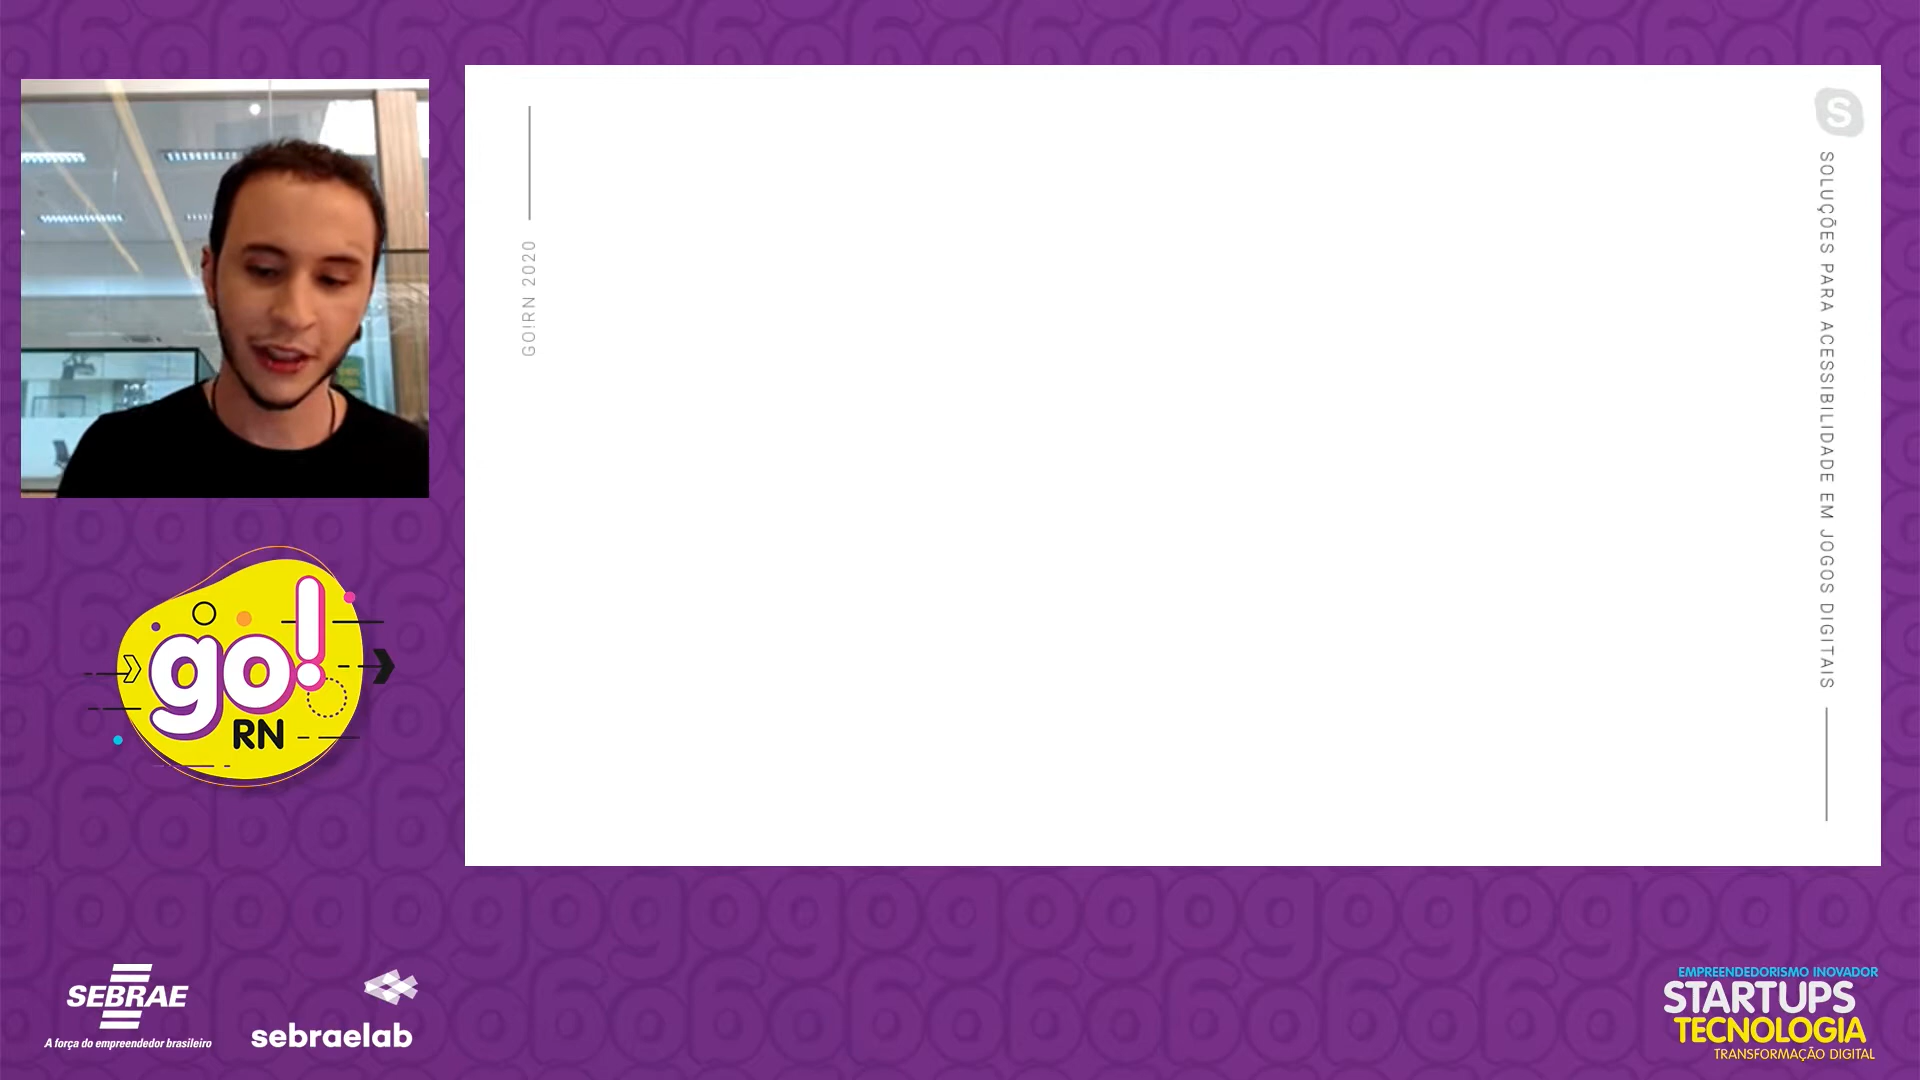 GO!RN 2020
S
SOLUÇÕES PARA ACESSIBILIDADE EM JOGOS DIGITAIS
go!
RN
SEBRAE
A força do empreendedor brasileiro
sebraelab
EMPREENDEDORISMO INOVADOR
STARTUPS
TECNOLOGIA
TRANSFORMAÇÃO DIGITAL